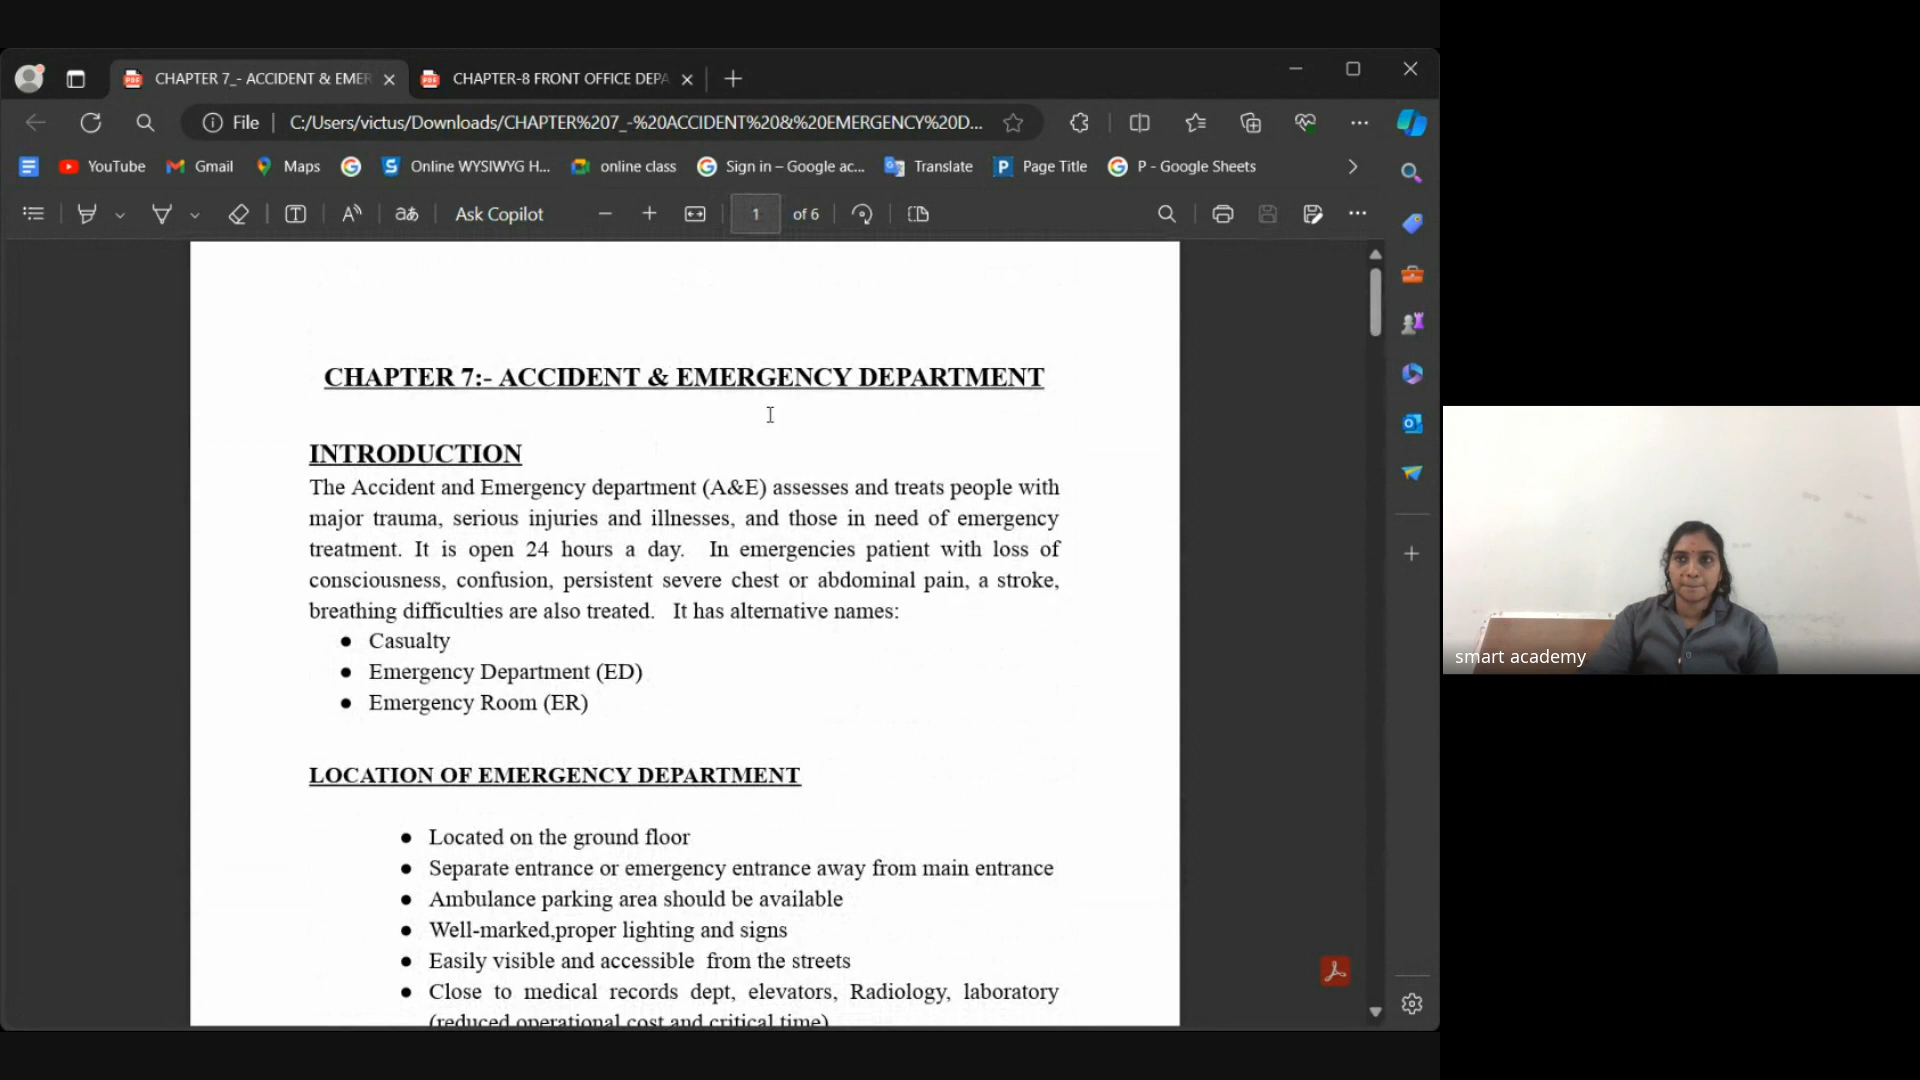 CHAPTER 7_- ACCIDENT & EMER
CHAPTER-8 FRONT OFFICE DEPA
File
C:/Users/victus/Downloads/CHAPTER%207_-%20ACCIDENT%20&%20EMERGENCY%20D...
YouTube
Gmail
Maps
Online WYSIWYG H...
online class
Sign in – Google ac...
Translate
Page Title
P - Google Sheets
Ask Copilot
1 of 6
CHAPTER 7:- ACCIDENT & EMERGENCY DEPARTMENT
INTRODUCTION
The Accident and Emergency department (A&E) assesses and treats people with
major trauma, serious injuries and illnesses, and those in need of emergency
treatment. It is open 24 hours a day. In emergencies patient with loss of
consciousness, confusion, persistent severe chest or abdominal pain, a stroke,
breathing difficulties are also treated. It has alternative names:
● Casualty
● Emergency Department (ED)
● Emergency Room (ER)
LOCATION OF EMERGENCY DEPARTMENT
● Located on the ground floor
● Separate entrance or emergency entrance away from main entrance
● Ambulance parking area should be available
● Well-marked,proper lighting and signs
● Easily visible and accessible from the streets
● Close to medical records dept, elevators, Radiology, laboratory
(reduced operational cost and critical time)
smart academy